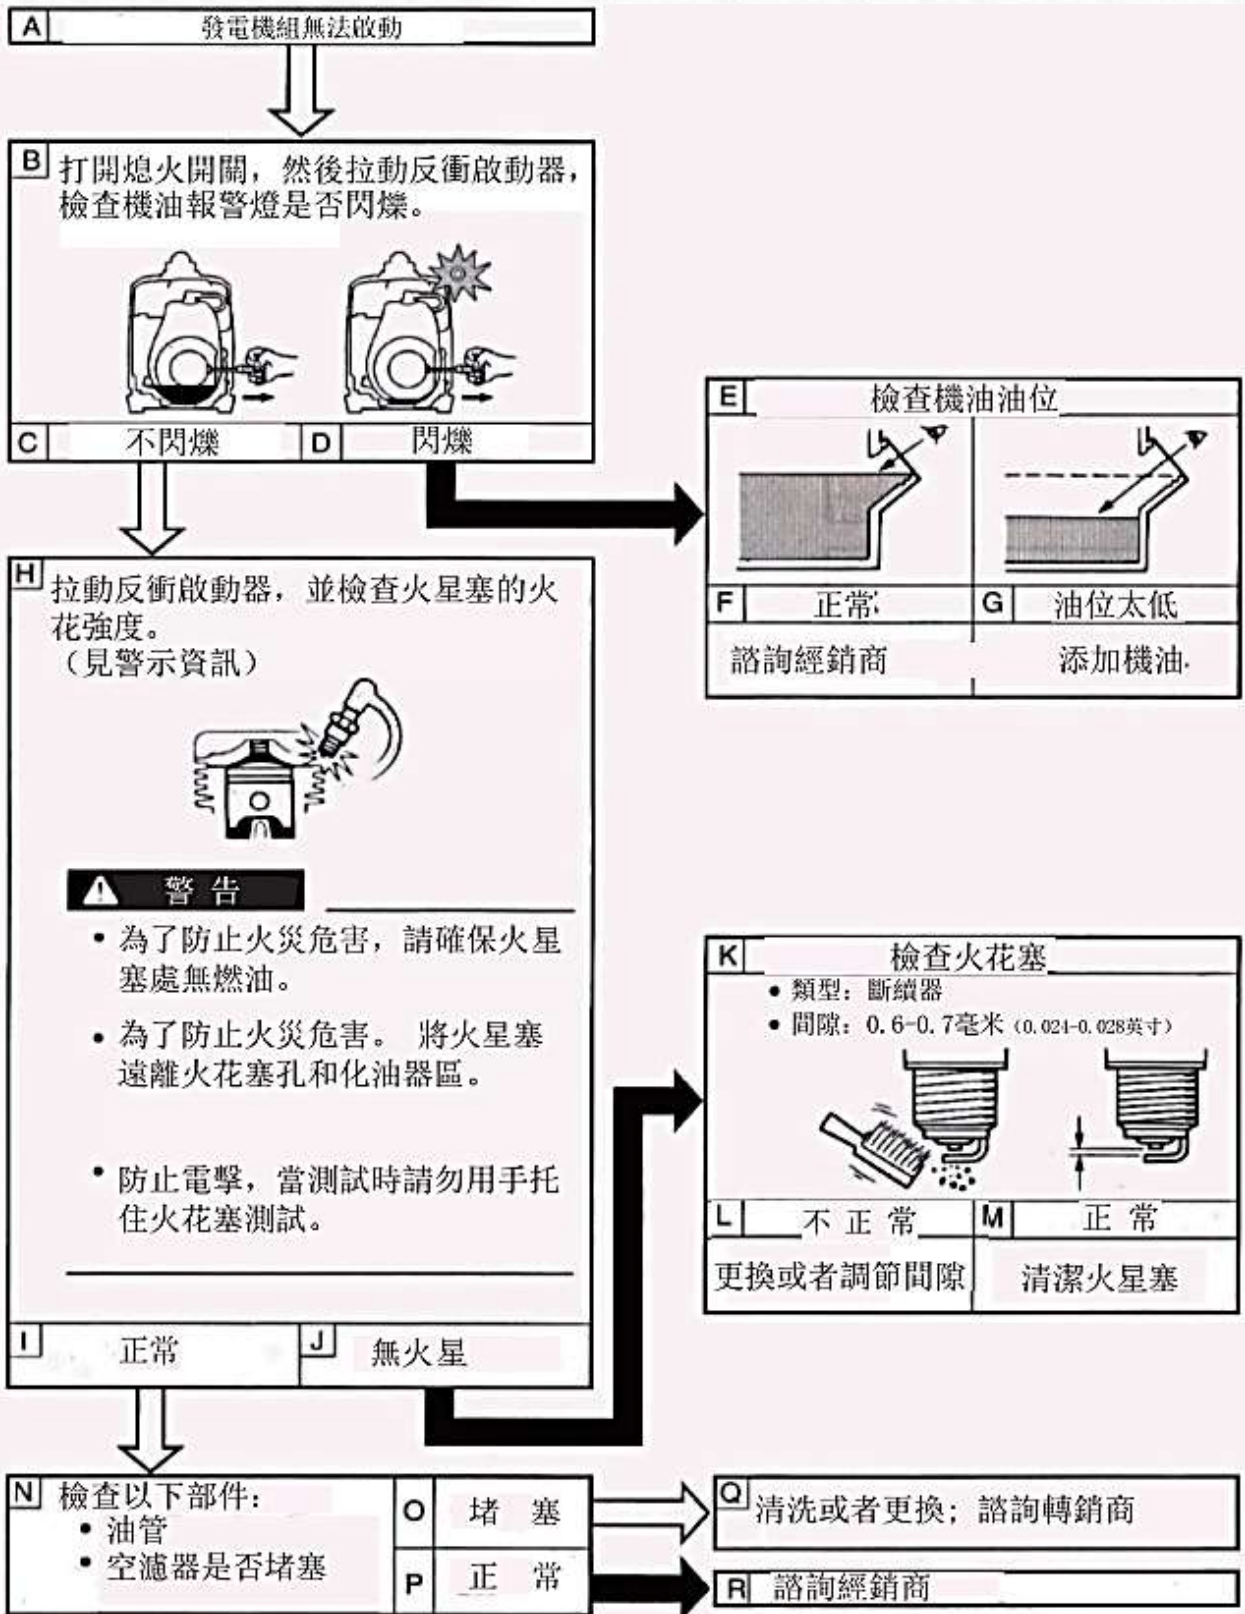 A 發電機組無法啟動
B 打開熄火開關，然後拉動反衝啟動器，
檢查機油報警燈是否閃爍。
C 不閃爍 D 閃爍
E 檢查機油油位
F 正常 G 油位太低
諮詢經銷商 添加機油
H 拉動反衝啟動器，並檢查火星塞的火
花強度。
（見警示資訊）
警告
• 為了防止火災危害，請確保火星
塞處無燃油。
• 為了防止火災危害。 將火星塞
遠離火花塞孔和化油器區。
• 防止電擊，當測試時請勿用手托
住火花塞測試。
I 正常 J 無火星
K 檢查火花塞
• 類型：斷續器
• 間隙：0.6-0.7毫米（0.024-0.028英寸）
L 不正常 M 正常
更換或者調節間隙 清潔火星塞
N 檢查以下部件：
• 油管
• 空濾器是否堵塞
O 堵塞
P 正常
Q 清洗或者更換；諮詢轉銷商
R 諮詢經銷商